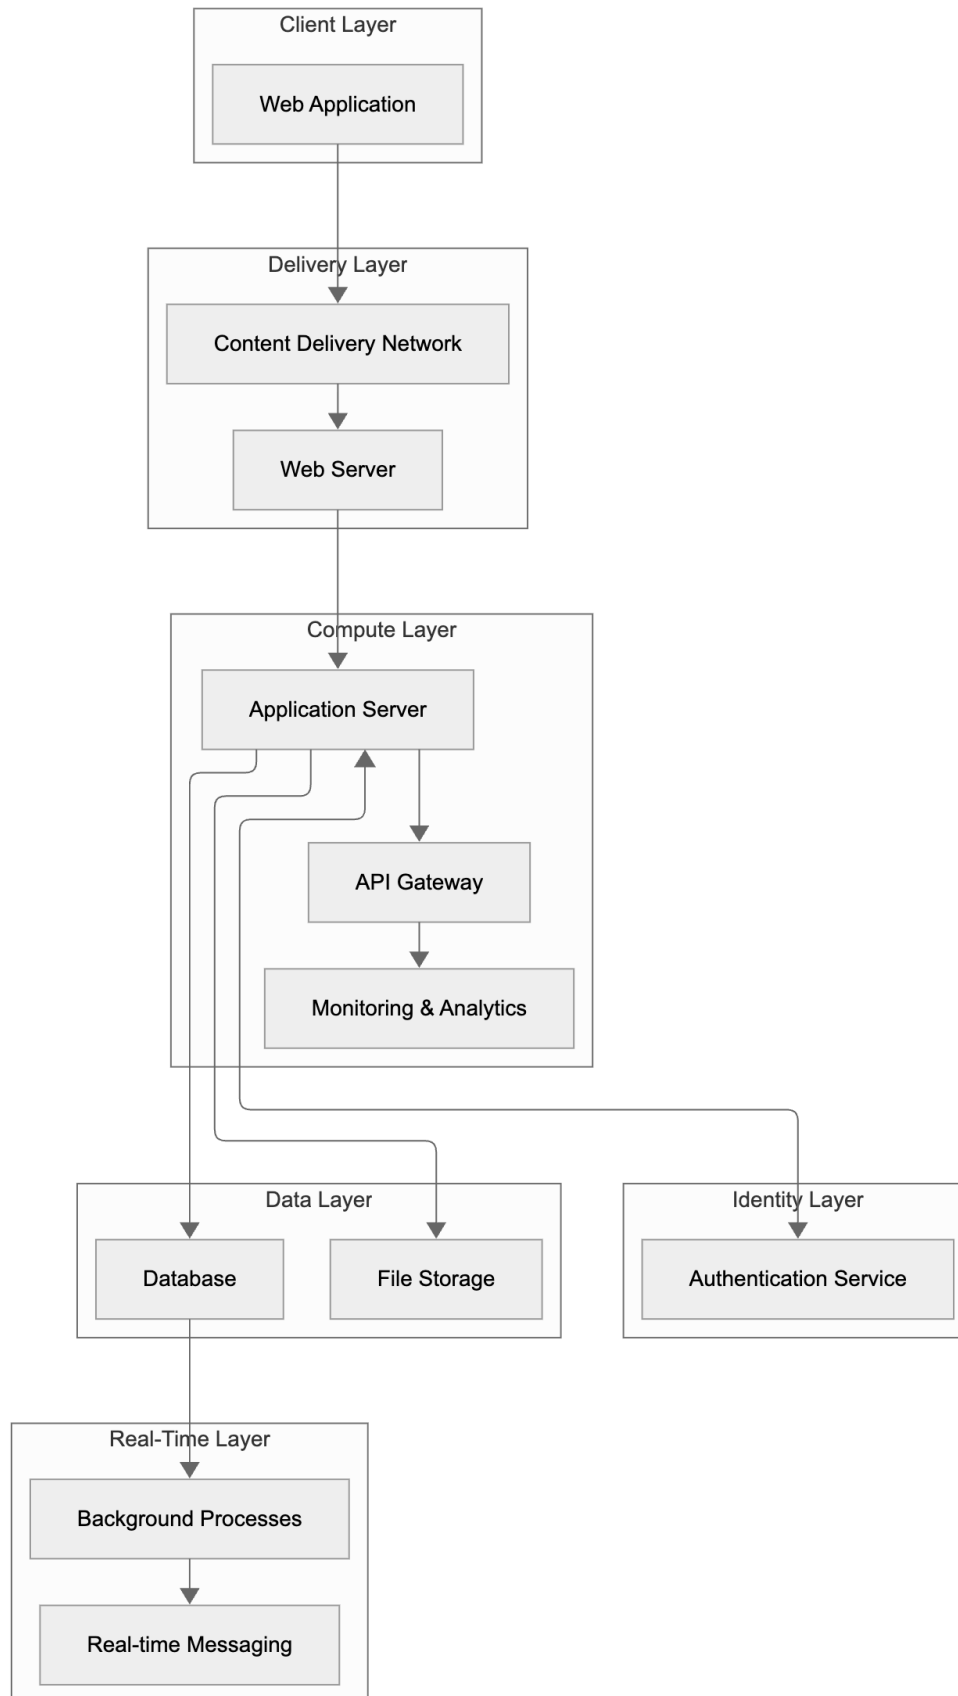 Client Layer
Web Application
Delivery Layer
Content Delivery Network
Web Server
Compute Layer
Application Server
API Gateway
Monitoring & Analytics
Data Layer
Identity Layer
Database
File Storage
Authentication Service
Real-Time Layer
Background Processes
Real-time Messaging